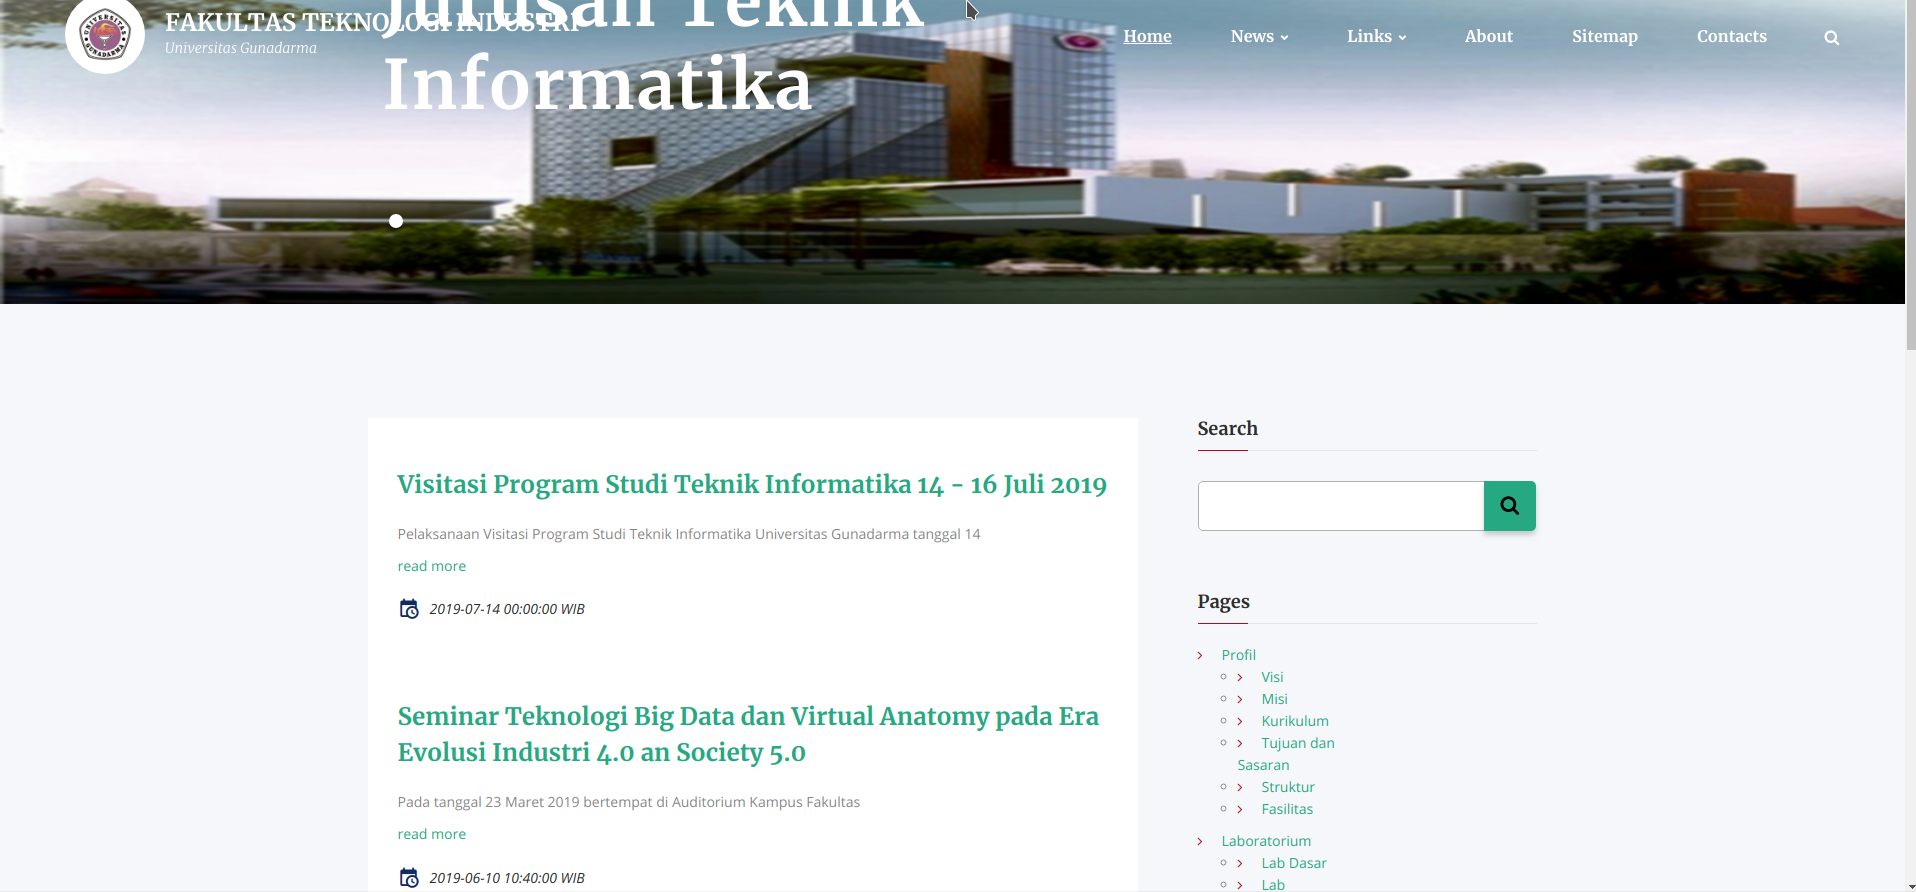 Jurusan Teknik
Informatika
FAKULTAS TEKNOLOGI INDUSTRI
Universitas Gunadarma
UNIVERSITAS
GUNADARMA
Home
News
Links
About
Sitemap
Contacts
Visitasi Program Studi Teknik Informatika 14 - 16 Juli 2019
Pelaksanaan Visitasi Program Studi Teknik Informatika Universitas Gunadarma tanggal 14
read more
2019-07-14 00:00:00 WIB
Seminar Teknologi Big Data dan Virtual Anatomy pada Era
Evolusi Industri 4.0 an Society 5.0
Pada tanggal 23 Maret 2019 bertempat di Auditorium Kampus Fakultas
read more
2019-06-10 10:40:00 WIB
Search
Pages
Profil
Visi
Misi
Kurikulum
Tujuan dan
Sasaran
Struktur
Fasilitas
Laboratorium
Lab Dasar
Lab